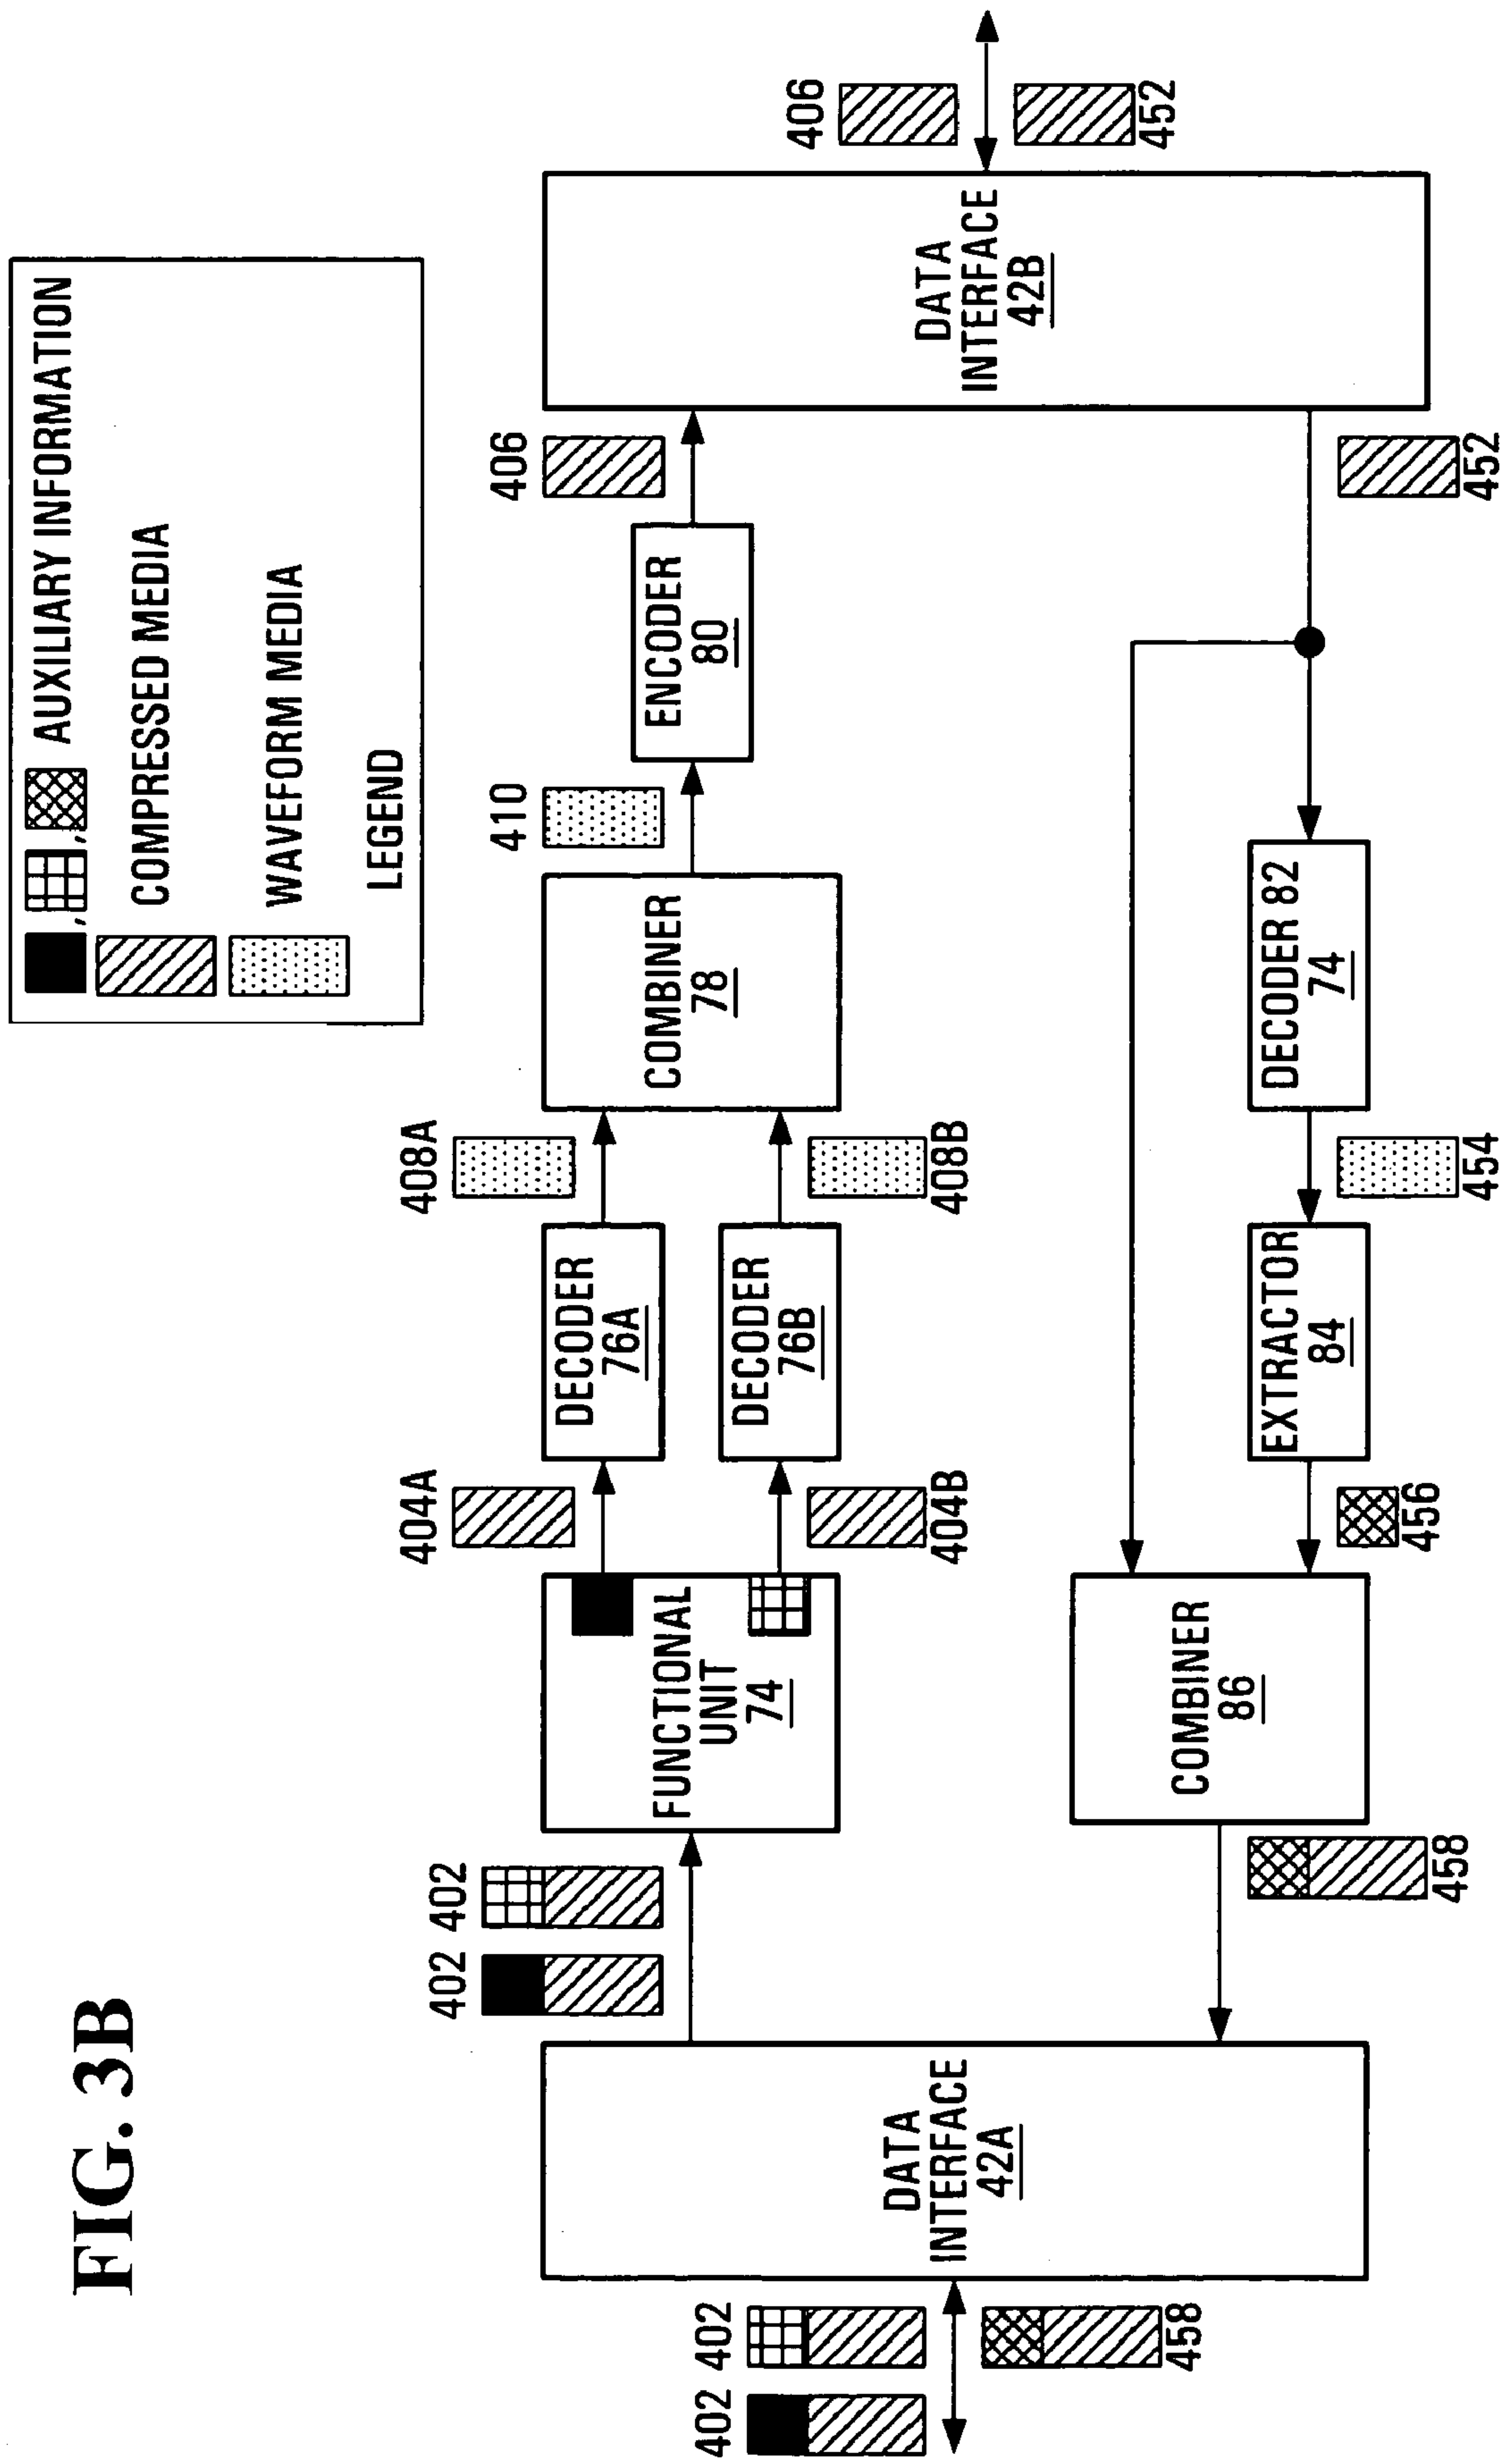 FIG. 3B
AUXILIARY INFORMATION
COMPRESSED MEDIA
WAVEFORM MEDIA
LEGEND
402 402
458
DATA
INTERFACE
42A
402 402
FUNCTIONAL
UNIT
74
404A
404B
DECODER
76A
DECODER
76B
408A
408B
COMBINER
78
410
ENCODER
80
406
DATA
INTERFACE
42B
406
452
452
DECODER 82
74
454
EXTRACTOR
84
456
COMBINER
86
458